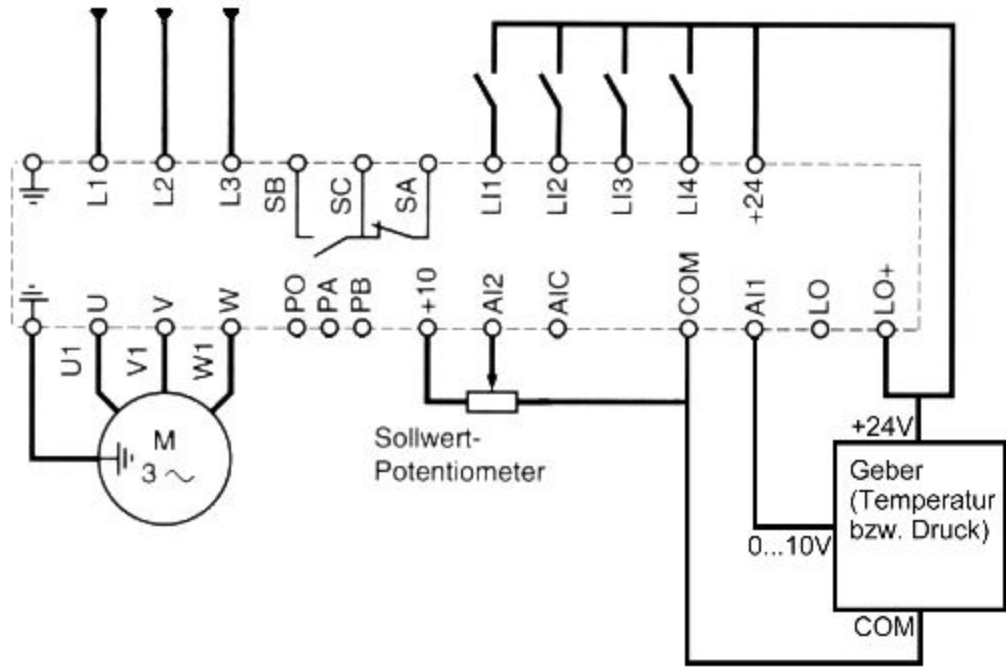 L1
L2
L3
SB
SC
SA
LI1
LI2
LI3
LI4
+24
U
V
W
PO
PA
PB
+10
AI2
AIC
COM
AI1
LO
LO+
U1
V1
W1
M
3 ~
Sollwert-
Potentiometer
+24V
Geber
(Temperatur
bzw. Druck)
0...10V
COM